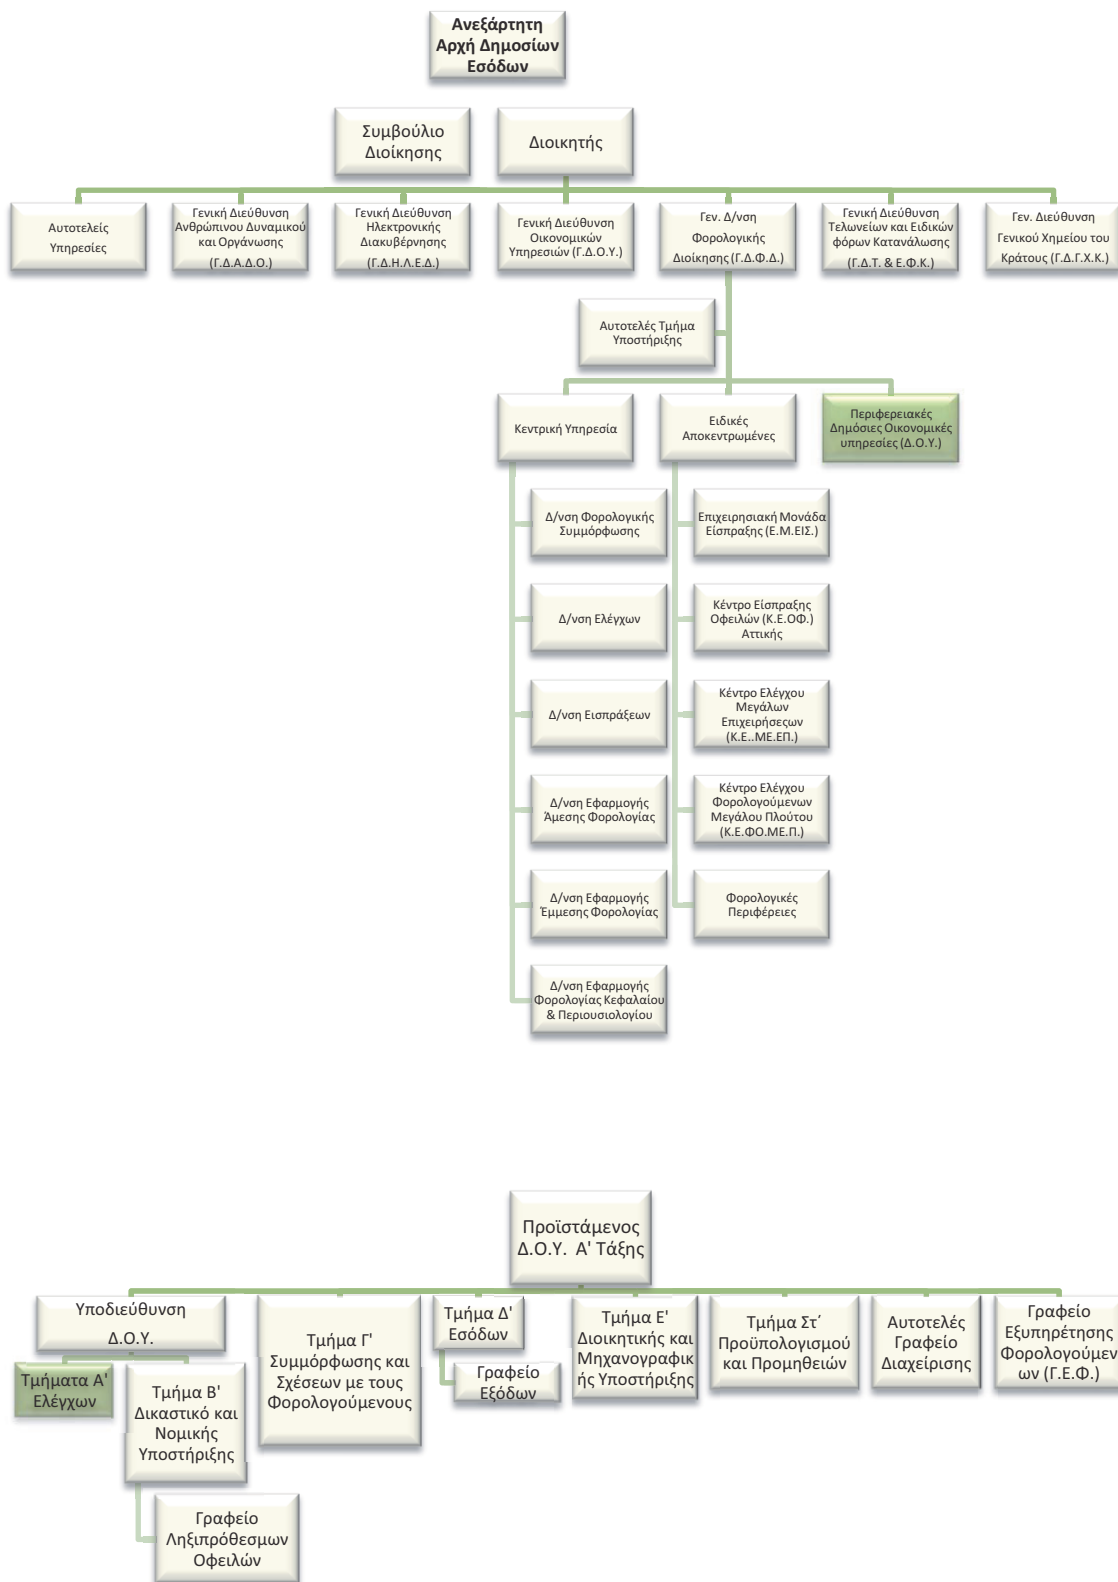 Ανεξάρτητη
Αρχή Δημοσίων
Εσόδων
Συμβούλιο
Διοίκησης
Διοικητής
Αυτοτελείς
Υπηρεσίες
Γενική Διεύθυνση
Ανθρώπινου Δυναμικού
και Οργάνωσης
(Γ.Δ.Α.Δ.Ο.)
Γενική Διεύθυνση
Ηλεκτρονικής
Διακυβέρνησης
(Γ.Δ.Η.Λ.Ε.Δ.)
Γενική Διεύθυνση
Οικονομικών
Υπηρεσιών (Γ.Δ.Ο.Υ.)
Γεν. Δ/νση
Φορολογικής
Διοίκησης (Γ.Δ.Φ.Δ.)
Γενική Διεύθυνση
Τελωνείων και Ειδικών
φόρων Κατανάλωσης
(Γ.Δ.Τ. & Ε.Φ.Κ.)
Γεν. Διεύθυνση
Γενικού Χημείου του
Κράτους (Γ.Δ.Γ.Χ.Κ.)
Αυτοτελές Τμήμα
Υποστήριξης
Κεντρική Υπηρεσία
Ειδικές
Αποκεντρωμένες
Περιφερειακές
Δημόσιες Οικονομικές
υπηρεσίες (Δ.Ο.Υ.)
Δ/νση Φορολογικής
Συμμόρφωσης
Δ/νση Ελέγχων
Δ/νση Εισπράξεων
Δ/νση Εφαρμογής
Άμεσης Φορολογίας
Δ/νση Εφαρμογής
Έμμεσης Φορολογίας
Δ/νση Εφαρμογής
Φορολογίας Κεφαλαίου
& Περιουσιολογίου
Επιχειρησιακή Μονάδα
Είσπραξης (Ε.Μ.ΕΙΣ.)
Κέντρο Είσπραξης
Οφειλών (Κ.Ε.ΟΦ.)
Αττικής
Κέντρο Ελέγχου
Μεγάλων
Επιχειρήσεςων
(Κ.Ε..ΜΕ.ΕΠ.)
Κέντρο Ελέγχου
Φορολογούμενων
Μεγάλου Πλούτου
(Κ.Ε.ΦΟ.ΜΕ.Π.)
Φορολογικές
Περιφέρειες
Προϊστάμενος
Δ.Ο.Υ. Α' Τάξης
Υποδιεύθυνση
Δ.Ο.Υ.
Τμήματα Α'
Ελέγχων
Τμήμα Β'
Δικαστικό και
Νομικής
Υποστήριξης
Γραφείο
Ληξιπρόθεσμων
Οφειλών
Τμήμα Γ'
Συμμόρφωσης και
Σχέσεων με τους
Φορολογούμενους
Τμήμα Δ'
Εσόδων
Γραφείο
Εξόδων
Τμήμα Ε'
Διοικητικής και
Μηχανογραφικ
ής Υποστήριξης
Τμήμα Στ΄
Προϋπολογισμού
και Προμηθειών
Αυτοτελές
Γραφείο
Διαχείρισης
Γραφείο
Εξυπηρέτησης
Φορολογούμεν
ων (Γ.Ε.Φ.)